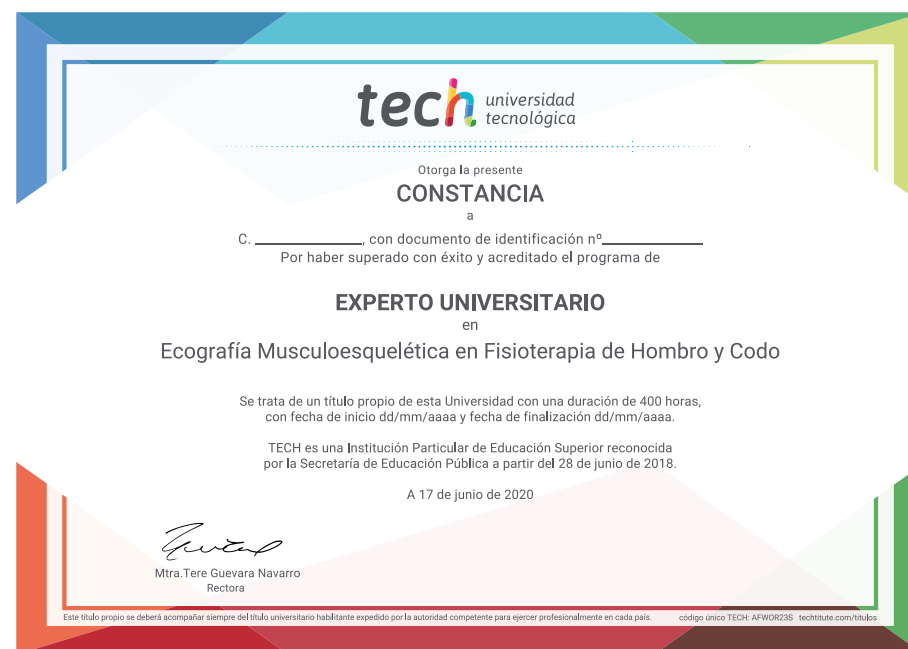 tech universidad
tecnológica
Otorga la presente
CONSTANCIA
a
C. ______________, con documento de identificación nº_____________
Por haber superado con éxito y acreditado el programa de
EXPERTO UNIVERSITARIO
en
Ecografía Musculoesquelética en Fisioterapia de Hombro y Codo
Se trata de un título propio de esta Universidad con una duración de 400 horas,
con fecha de inicio dd/mm/aaaa y fecha de finalización dd/mm/aaaa.
TECH es una Institución Particular de Educación Superior reconocida
por la Secretaría de Educación Pública a partir del 28 de junio de 2018.
A 17 de junio de 2020
Mtra.Tere Guevara Navarro
Rectora
Este título propio se deberá acompañar siempre del título universitario habilitante expedido por la autoridad competente para ejercer profesionalmente en cada país. código único TECH: AFWOR23S techtitute.com/titulos